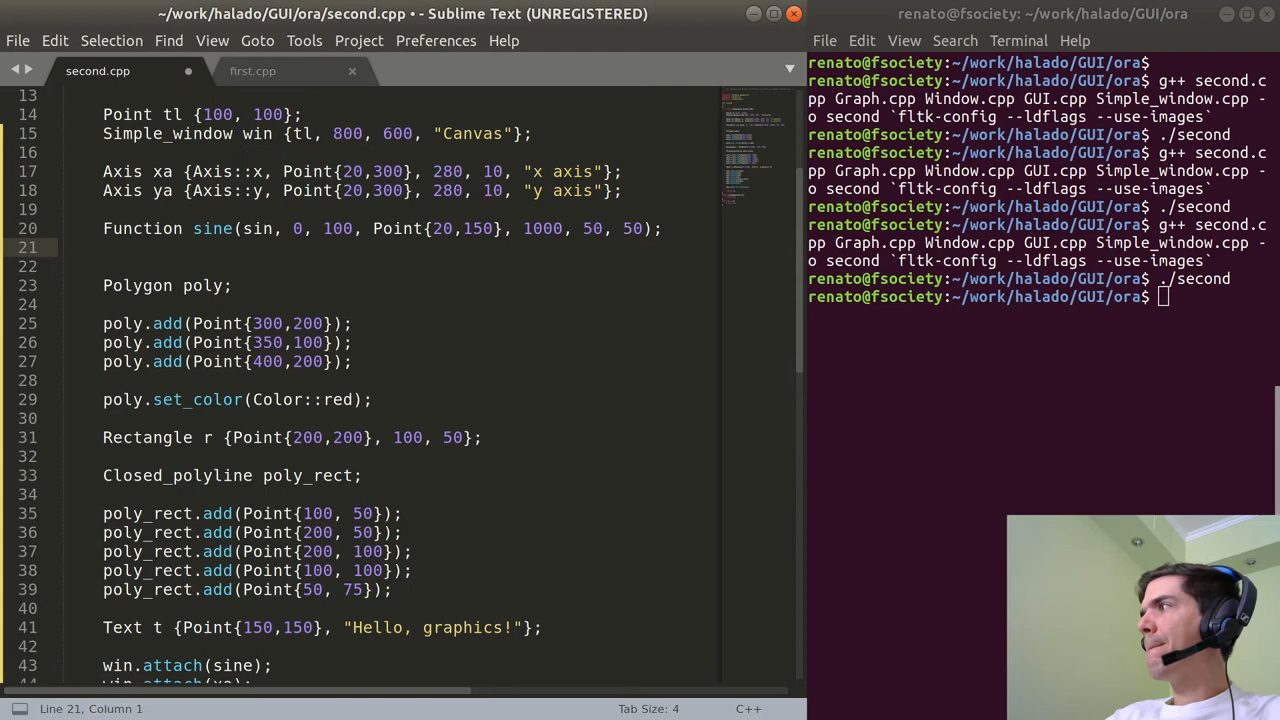 ~/work/halado/GUI/ora/second.cpp • - Sublime Text (UNREGISTERED)
File Edit Selection Find View Goto Tools Project Preferences Help
second.cpp first.cpp
13
14 Point tl {100, 100};
15 Simple_window win {tl, 800, 600, "Canvas"};
16
17 Axis xa {Axis::x, Point{20,300}, 280, 10, "x axis"};
18 Axis ya {Axis::y, Point{20,300}, 280, 10, "y axis"};
19
20 Function sine(sin, 0, 100, Point{20,150}, 1000, 50, 50);
21
22
23 Polygon poly;
24
25 poly.add(Point{300,200});
26 poly.add(Point{350,100});
27 poly.add(Point{400,200});
28
29 poly.set_color(Color::red);
30
31 Rectangle r {Point{200,200}, 100, 50};
32
33 Closed_polyline poly_rect;
34
35 poly_rect.add(Point{100, 50});
36 poly_rect.add(Point{200, 50});
37 poly_rect.add(Point{200, 100});
38 poly_rect.add(Point{100, 100});
39 poly_rect.add(Point{50, 75});
40
41 Text t {Point{150,150}, "Hello, graphics!"};
42
43 win.attach(sine);
44 win.attach(xa);
Line 21, Column 1 Tab Size: 4 C++
renato@fsociety: ~/work/halado/GUI/ora
File Edit View Search Terminal Help
renato@fsociety:~/work/halado/GUI/ora$
renato@fsociety:~/work/halado/GUI/ora$ g++ second.c
pp Graph.cpp Window.cpp GUI.cpp Simple_window.cpp -
o second `fltk-config --ldflags --use-images`
renato@fsociety:~/work/halado/GUI/ora$ ./second
renato@fsociety:~/work/halado/GUI/ora$ g++ second.c
pp Graph.cpp Window.cpp GUI.cpp Simple_window.cpp -
o second `fltk-config --ldflags --use-images`
renato@fsociety:~/work/halado/GUI/ora$ ./second
renato@fsociety:~/work/halado/GUI/ora$ g++ second.c
pp Graph.cpp Window.cpp GUI.cpp Simple_window.cpp -
o second `fltk-config --ldflags --use-images`
renato@fsociety:~/work/halado/GUI/ora$ ./second
renato@fsociety:~/work/halado/GUI/ora$